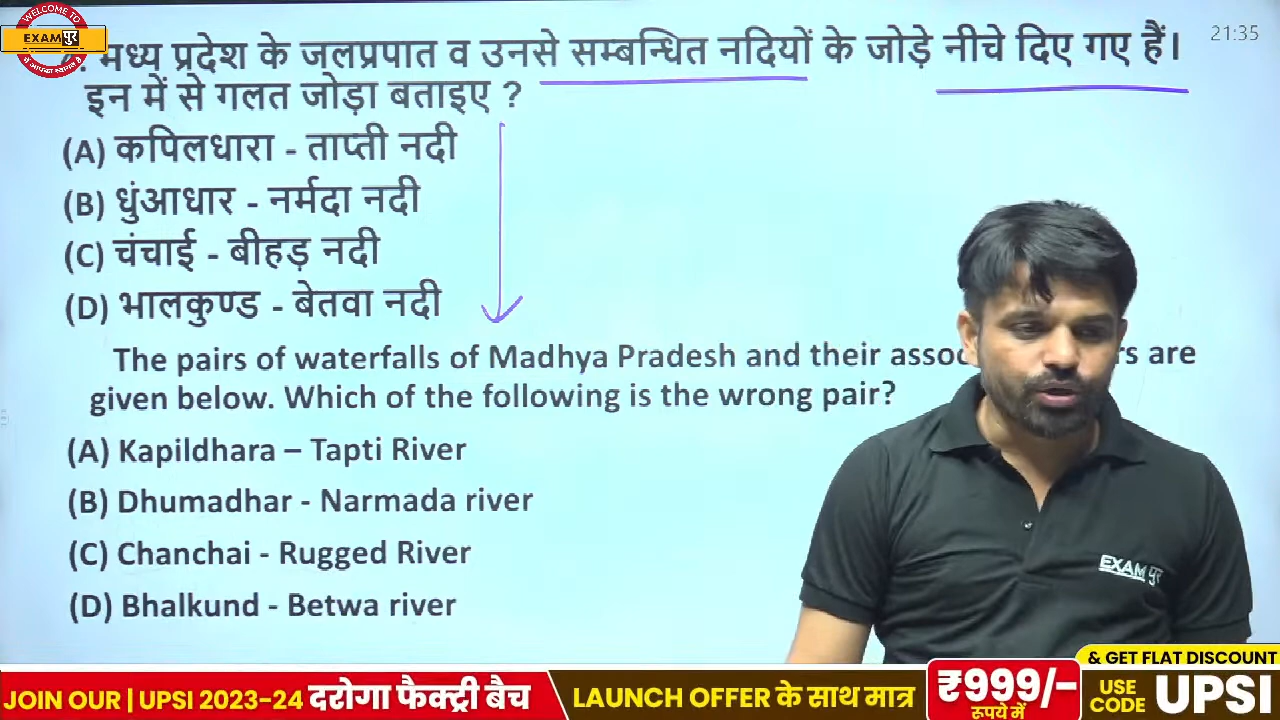 WELCOME TO
EXAMपुर
में आपका स्वागत है
21:35
मध्य प्रदेश के जलप्रपात व उनसे सम्बन्धित नदियों के जोड़े नीचे दिए गए हैं।
इन में से गलत जोड़ा बताइए ?
(A) कपिलधारा - ताप्ती नदी
(B) धुंआधार - नर्मदा नदी
(C) चंचाई - बीहड़ नदी
(D) भालकुण्ड - बेतवा नदी
The pairs of waterfalls of Madhya Pradesh and their are
given below. Which of the following is the wrong pair?
(A) Kapildhara – Tapti River
(B) Dhumadhar - Narmada river
(C) Chanchai - Rugged River
(D) Bhalkund - Betwa river
EXAMपुर
& GET FLAT DISCOUNT
JOIN OUR | UPSI 2023-24 दरोगा फैक्ट्री बैच
LAUNCH OFFER के साथ मात्र
₹999/-
रूपये में
USE CODE UPSI